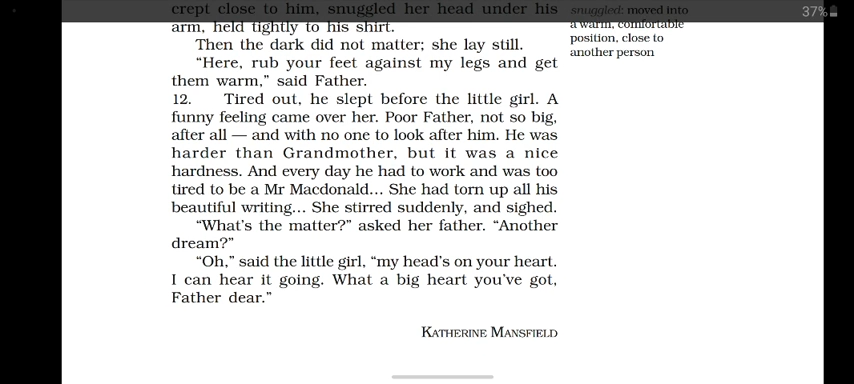 37%
crept close to him, snuggled her head under his
arm, held tightly to his shirt.
Then the dark did not matter; she lay still.
“Here, rub your feet against my legs and get
them warm,” said Father.
12. Tired out, he slept before the little girl. A
funny feeling came over her. Poor Father, not so big,
after all — and with no one to look after him. He was
harder than Grandmother, but it was a nice
hardness. And every day he had to work and was too
tired to be a Mr Macdonald... She had torn up all his
beautiful writing... She stirred suddenly, and sighed.
“What’s the matter?” asked her father. “Another
dream?”
“Oh,” said the little girl, “my head’s on your heart.
I can hear it going. What a big heart you’ve got,
Father dear.”
KATHERINE MANSFIELD
snuggled: moved into
a warm, comfortable
position, close to
another person